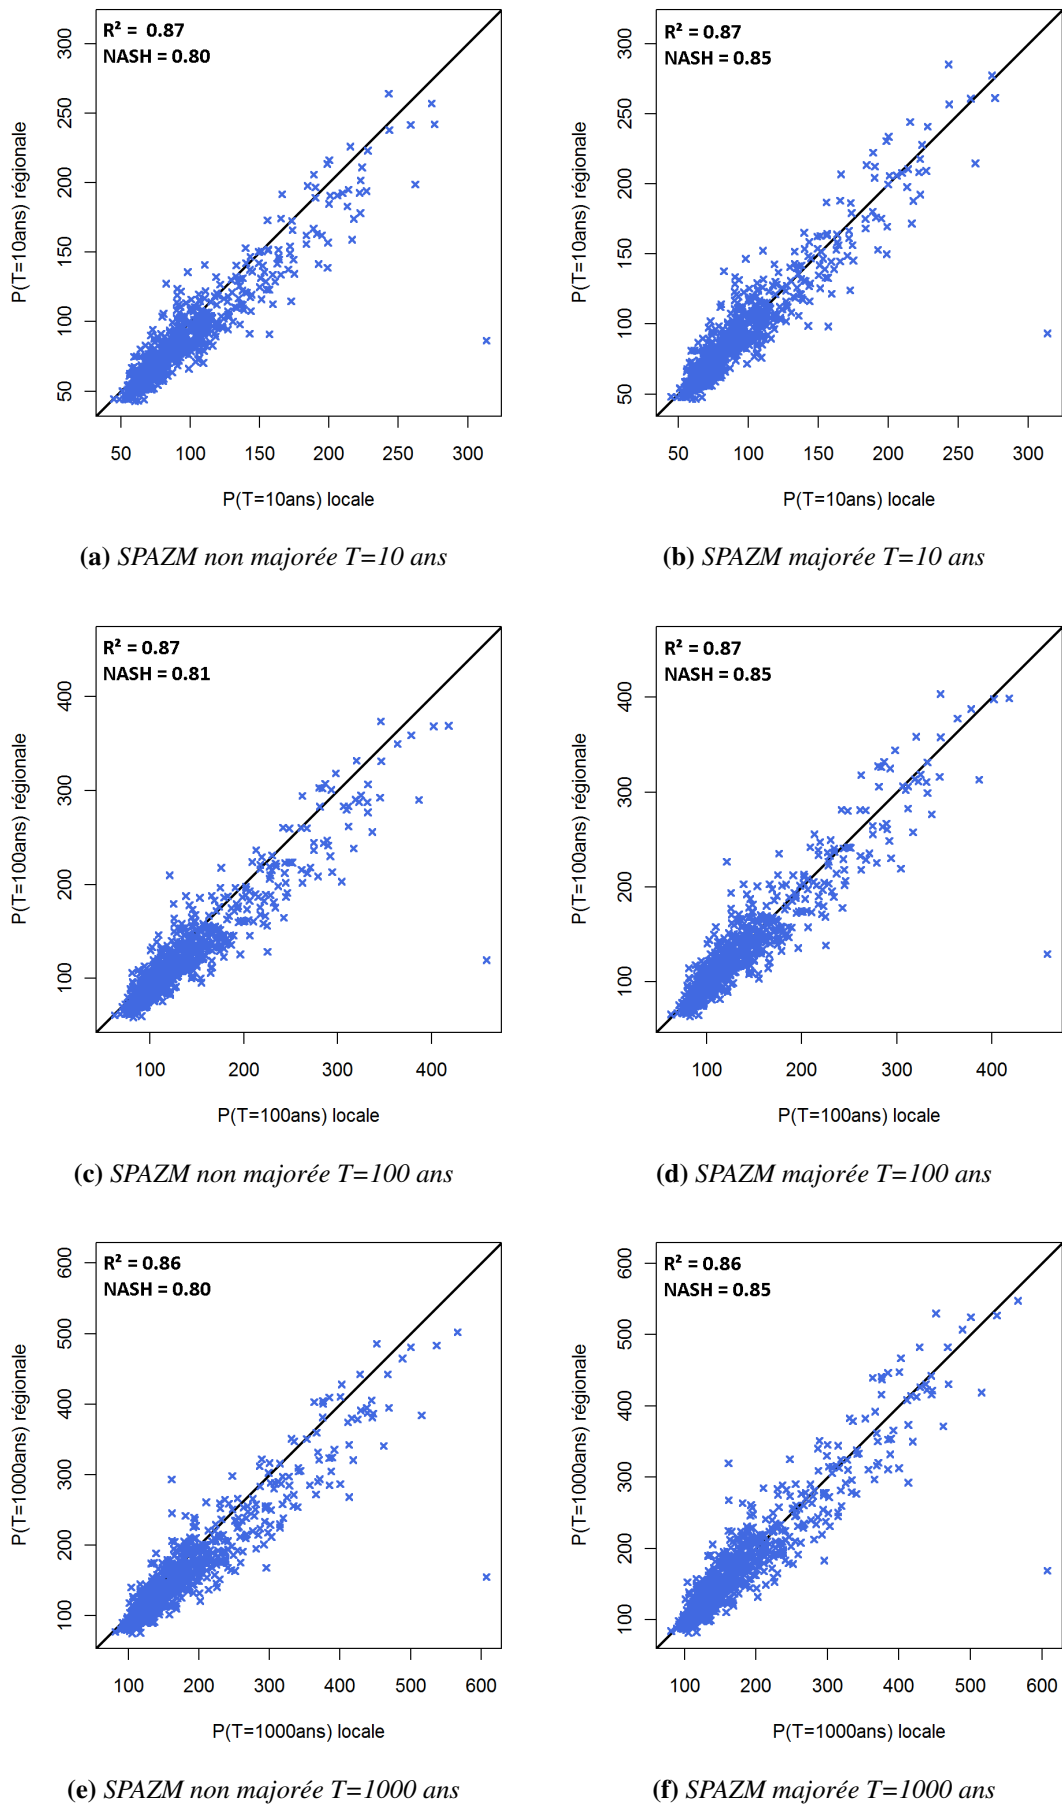 R² = 0.87
NASH = 0.80
P(T=10ans) régionale
300
250
200
150
100
50
50 100 150 200 250 300
P(T=10ans) locale
(a) SPAZM non majorée T=10 ans
R² = 0.87
NASH = 0.85
P(T=10ans) régionale
300
250
200
150
100
50
50 100 150 200 250 300
P(T=10ans) locale
(b) SPAZM majorée T=10 ans
R² = 0.87
NASH = 0.81
P(T=100ans) régionale
400
300
200
100
100 200 300 400
P(T=100ans) locale
(c) SPAZM non majorée T=100 ans
R² = 0.87
NASH = 0.85
P(T=100ans) régionale
400
300
200
100
100 200 300 400
P(T=100ans) locale
(d) SPAZM majorée T=100 ans
R² = 0.86
NASH = 0.80
P(T=1000ans) régionale
600
500
400
300
200
100
100 200 300 400 500 600
P(T=1000ans) locale
(e) SPAZM non majorée T=1000 ans
R² = 0.86
NASH = 0.85
P(T=1000ans) régionale
600
500
400
300
200
100
100 200 300 400 500 600
P(T=1000ans) locale
(f) SPAZM majorée T=1000 ans